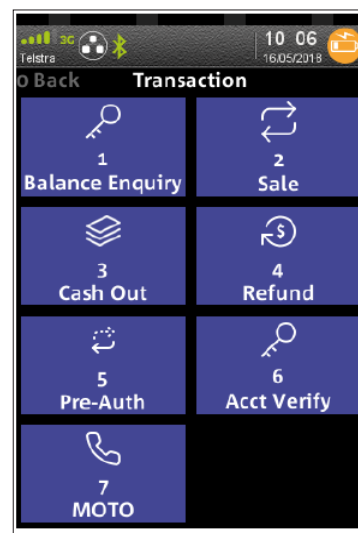 3G
10 06
Telstra
16/05/2018
o Back Transaction
1
Balance Enquiry
2
Sale
3
Cash Out
4
Refund
5
Pre-Auth
6
Acct Verify
7
MOTO